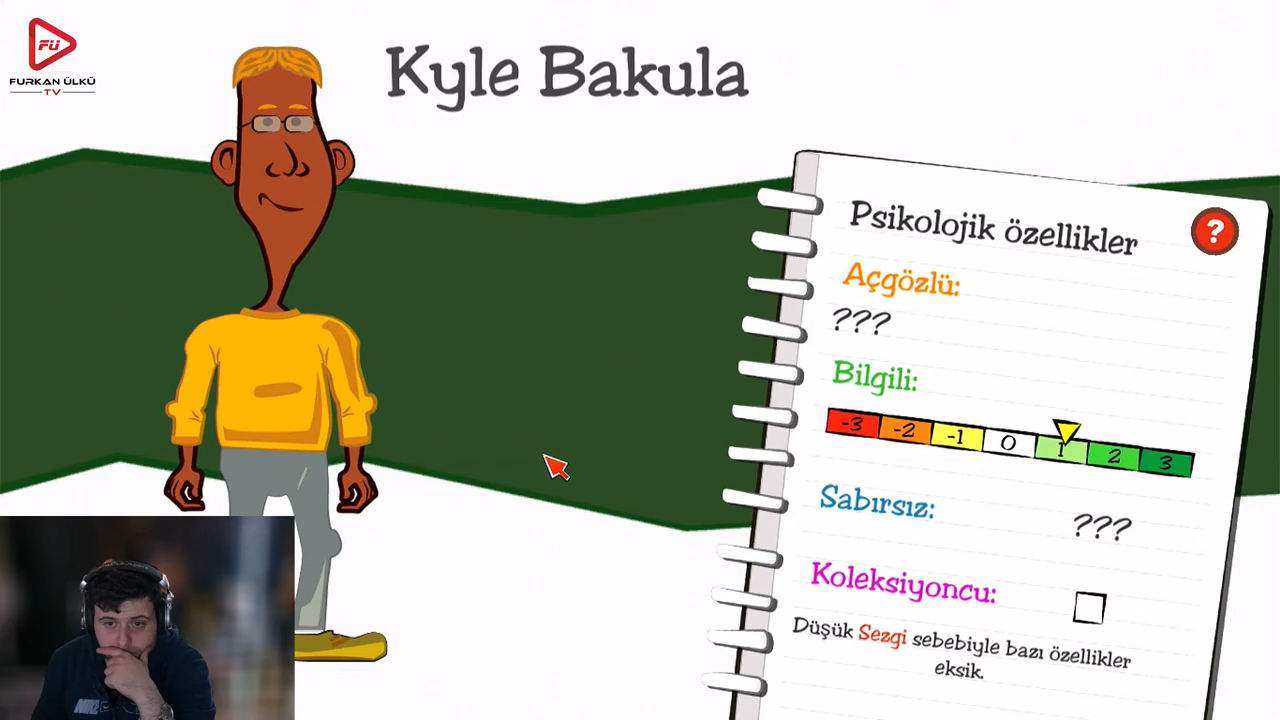 FÜ
FURKAN ÜLKÜ
TV
Kyle Bakula
Psikolojik özellikler
?
Açgözlü:
???
Bilgili:
-3 -2 -1 0 1 2 3
Sabırsız:
???
Koleksiyoncu:
Düşük Sezgi sebebiyle bazı özellikler
eksik.